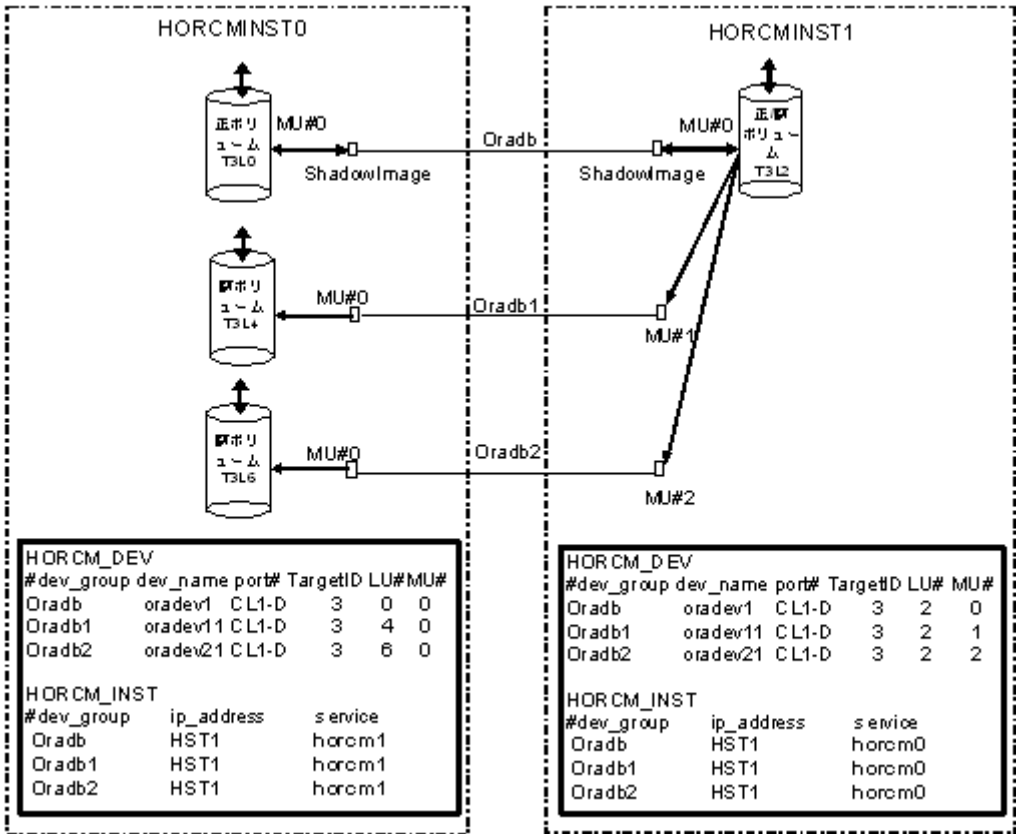 HORCMINST0
HORCMINST1
正ボリ
ューム
T3L0
MU#0
ShadowImage
Oradb
MU#0
ShadowImage
正/副
ボリュー
ム
T3L2
副ボリ
ューム
T3L4
MU#0
Oradb1
MU#1
副ボリ
ューム
T3L6
MU#0
Oradb2
MU#2
HORCM_DEV
#dev_group dev_name port# TargetID LU# MU#
Oradb oradev1 CL1-D 3 0 0
Oradb1 oradev11 CL1-D 3 4 0
Oradb2 oradev21 CL1-D 3 6 0
HORCM_INST
#dev_group ip_address service
Oradb HST1 horcm1
Oradb1 HST1 horcm1
Oradb2 HST1 horcm1
HORCM_DEV
#dev_group dev_name port# TargetID LU# MU#
Oradb oradev1 CL1-D 3 2 0
Oradb1 oradev11 CL1-D 3 2 1
Oradb2 oradev21 CL1-D 3 2 2
HORCM_INST
#dev_group ip_address service
Oradb HST1 horcm0
Oradb1 HST1 horcm0
Oradb2 HST1 horcm0